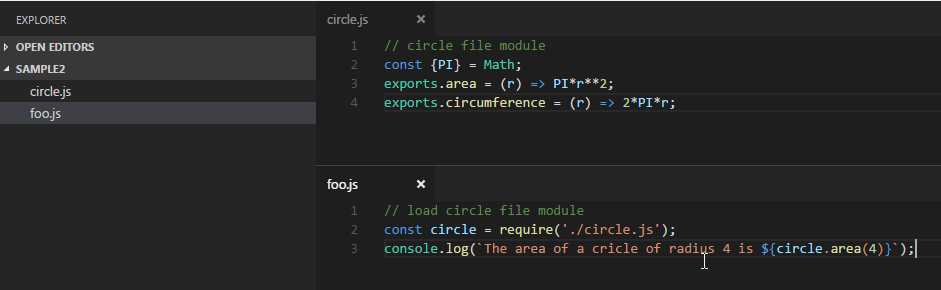 EXPLORER
OPEN EDITORS
SAMPLE2
circle.js
foo.js
circle.js ×
1 // circle file module
2 const {PI} = Math;
3 exports.area = (r) => PI*r**2;
4 exports.circumference = (r) => 2*PI*r;
foo.js ×
1 // load circle file module
2 const circle = require('./circle.js');
3 console.log(`The area of a cricle of radius 4 is ${circle.area(4)}`);